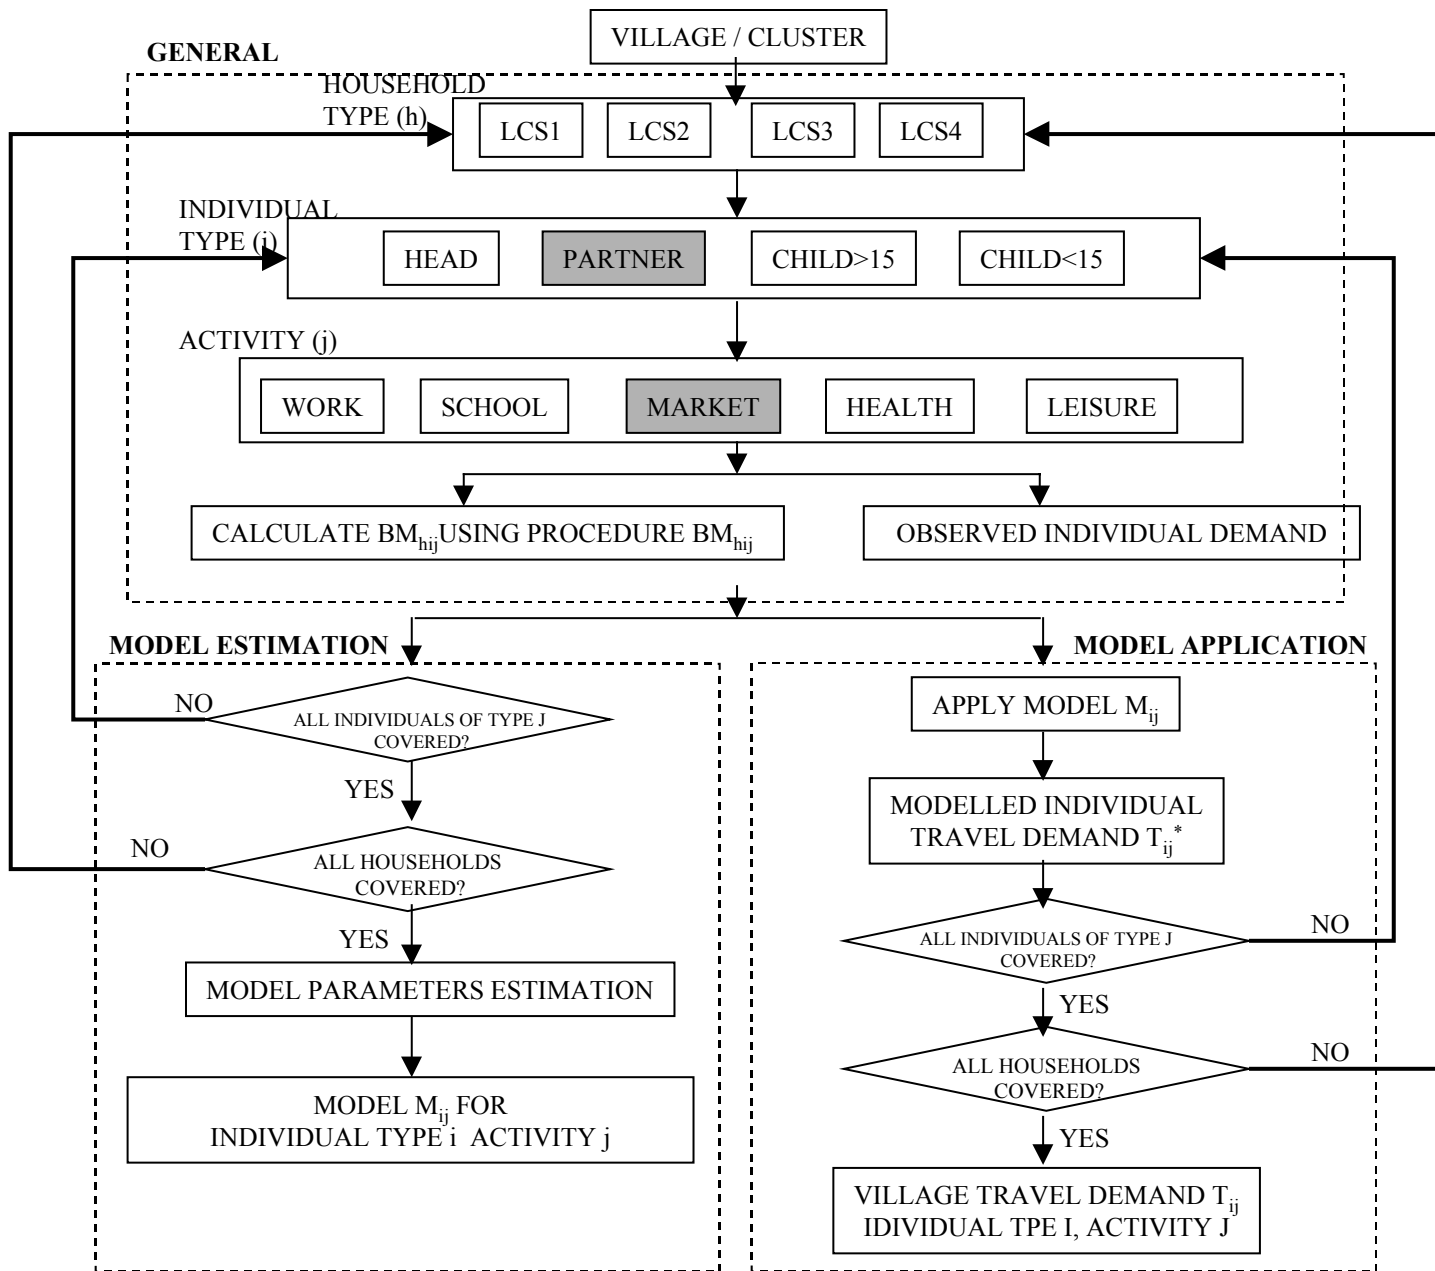 VILLAGE / CLUSTER
GENERAL
HOUSEHOLD
TYPE (h)
LCS1
LCS2
LCS3
LCS4
INDIVIDUAL
TYPE (i)
HEAD
PARTNER
CHILD>15
CHILD<15
ACTIVITY (j)
WORK
SCHOOL
MARKET
HEALTH
LEISURE
CALCULATE BMhijUSING PROCEDURE BMhij
OBSERVED INDIVIDUAL DEMAND
MODEL ESTIMATION
NO
ALL INDIVIDUALS OF TYPE J
COVERED?
YES
NO
ALL HOUSEHOLDS
COVERED?
YES
MODEL PARAMETERS ESTIMATION
MODEL Mij FOR
INDIVIDUAL TYPE i ACTIVITY j
MODEL APPLICATION
APPLY MODEL Mij
MODELLED INDIVIDUAL
TRAVEL DEMAND Tij*
ALL INDIVIDUALS OF TYPE J
COVERED?
NO
YES
ALL HOUSEHOLDS
COVERED?
NO
YES
VILLAGE TRAVEL DEMAND Tij
IDIVIDUAL TPE I, ACTIVITY J